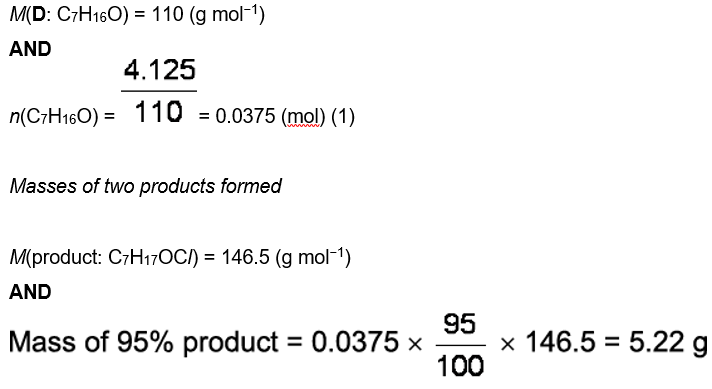 M(D: C₇H₁₆O) = 110 (g mol⁻¹)
AND
n(C₇H₁₆O) = 4.125/110 = 0.0375 (mol) (1)
Masses of two products formed
M(product: C₇H₁₇OCl) = 146.5 (g mol⁻¹)
AND
Mass of 95% product = 0.0375 × 95/100 × 146.5 = 5.22 g